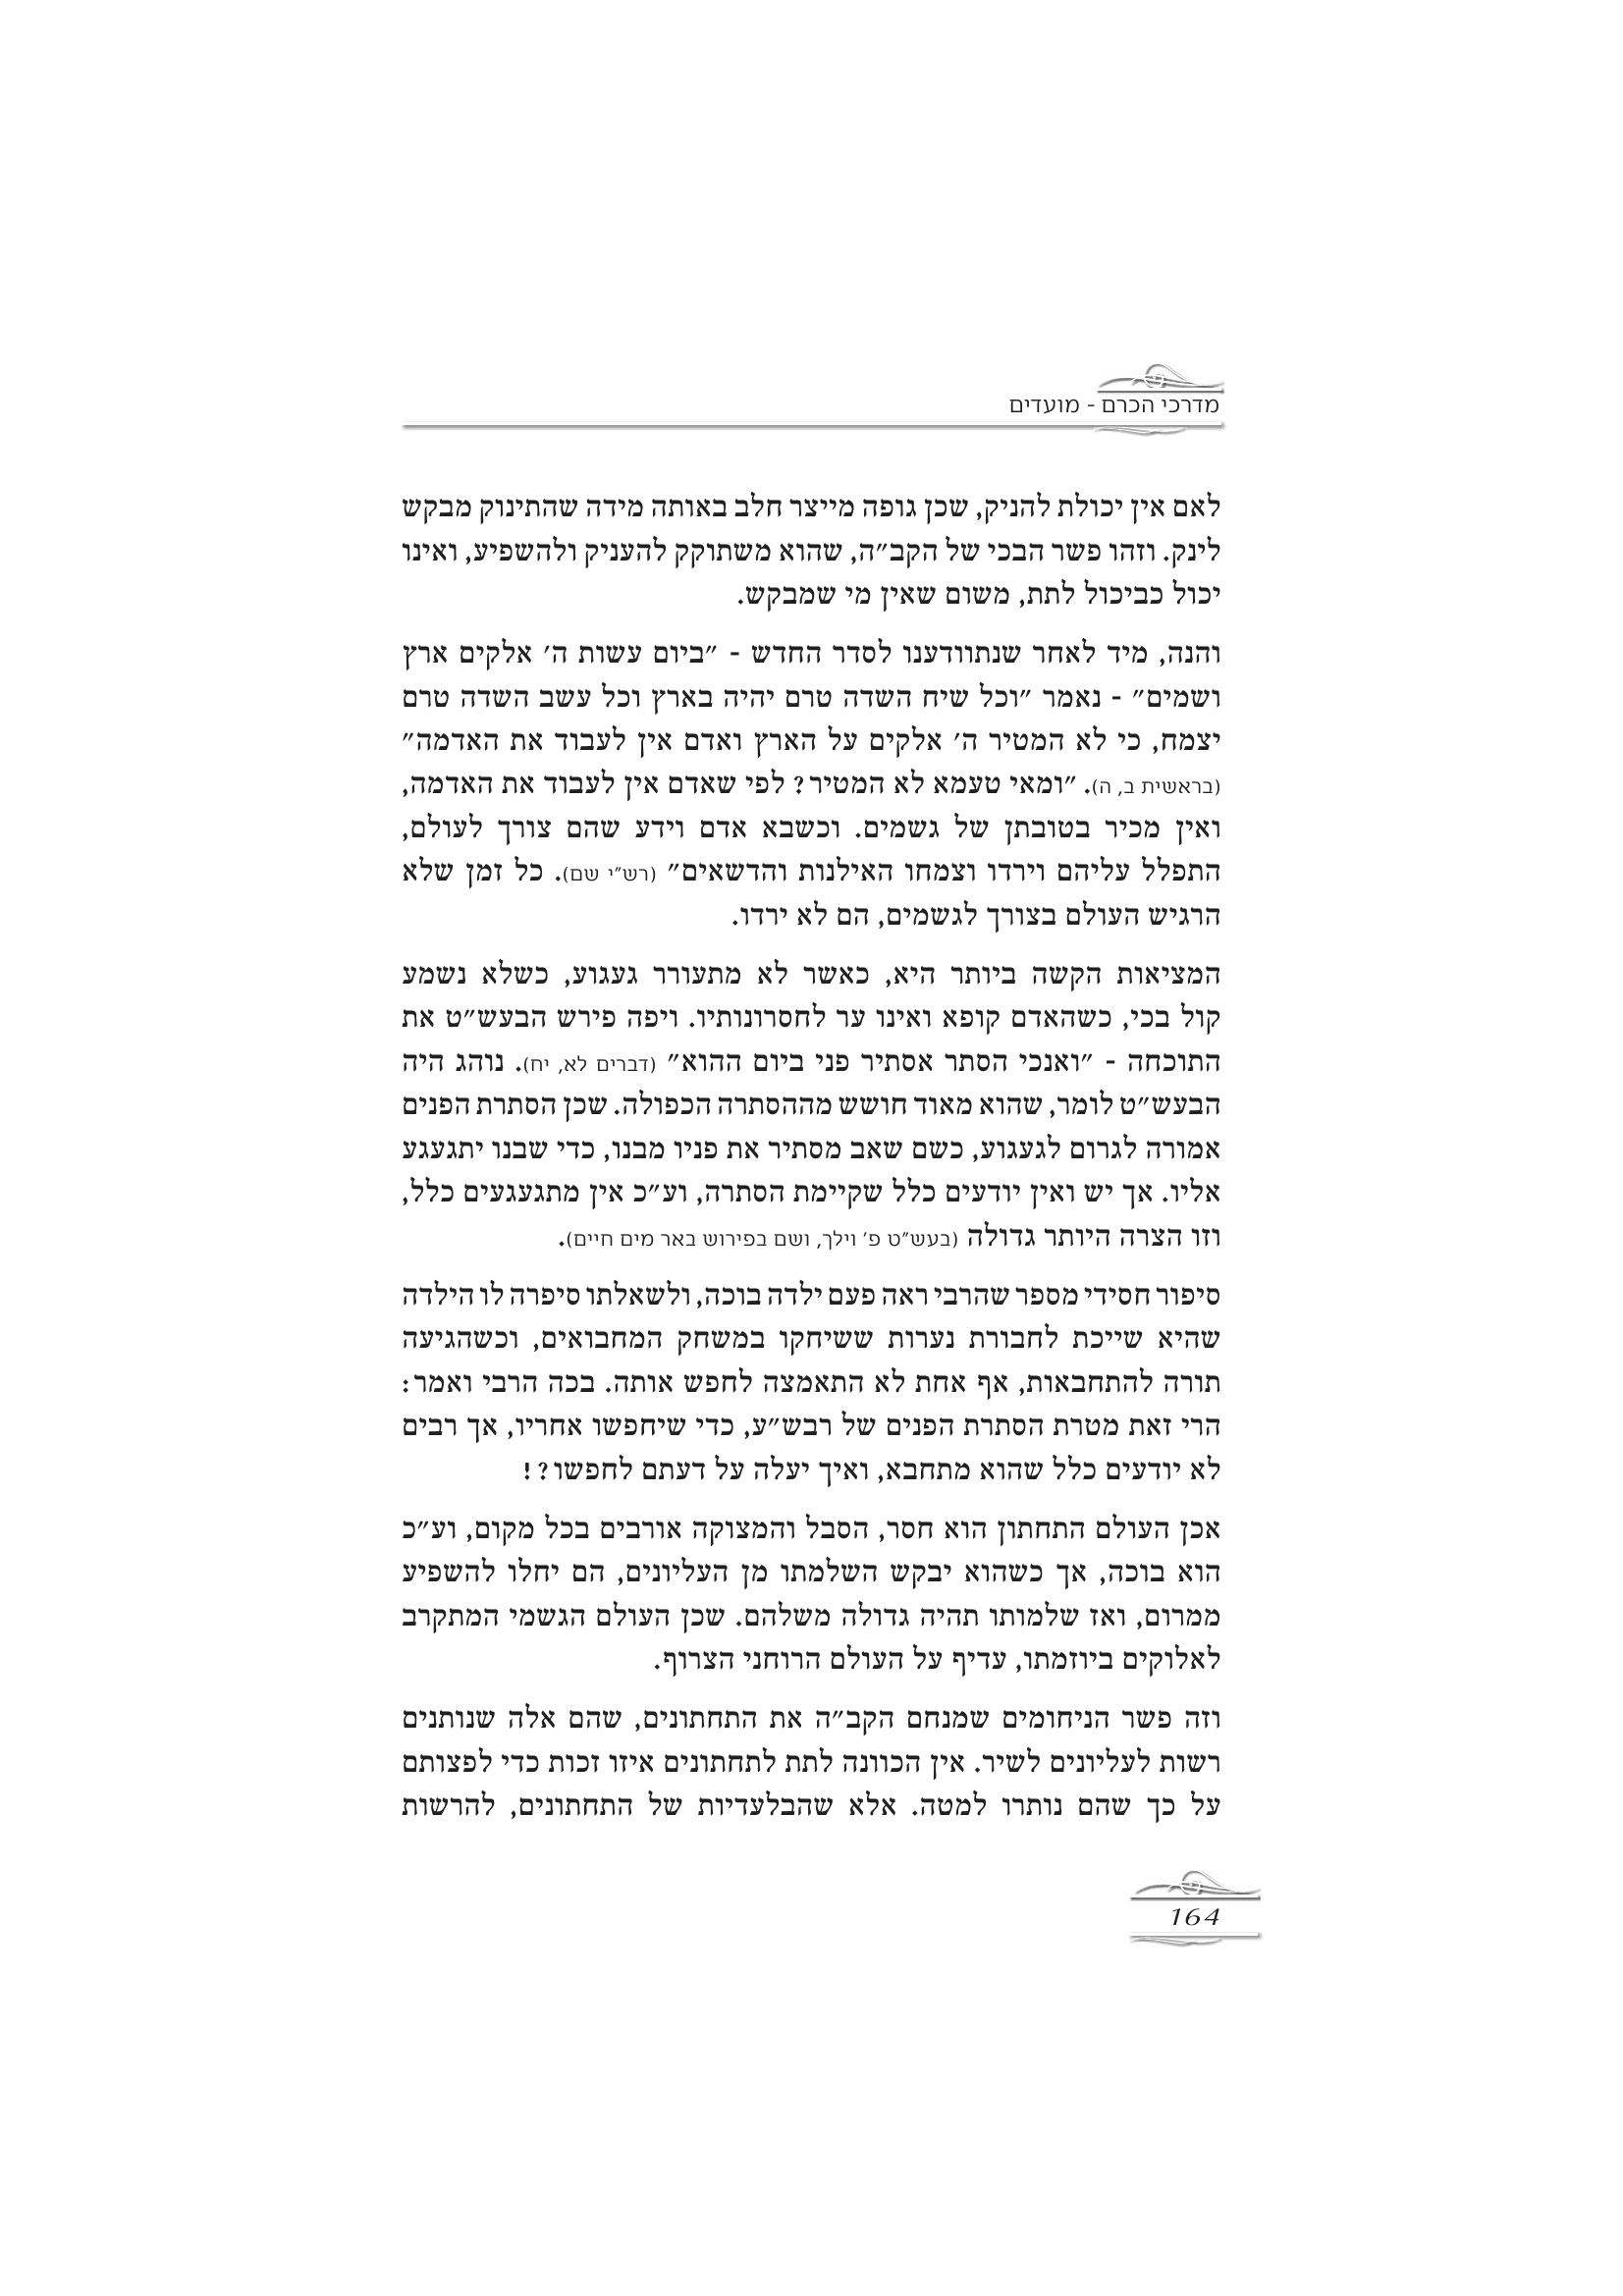 מדרכי הכרם - מועדים
לאם אין יכולת להניק, שכן גופה מייצר חלב באותה מידה שהתינוק מבקש
לינק. וזהו פשר הבכי של הקב״ה, שהוא משתוקק להעניק ולהשפיע, ואינו
יכול כביכול לתת, משום שאין מי שמבקש.
והנה, מיד לאחר שנתוודענו לסדר החדש - ״ביום עשות ה׳ אלקים ארץ
ושמים״ - נאמר ״וכל שיח השדה טרם יהיה בארץ וכל עשב השדה טרם
יצמח, כי לא המטיר ה׳ אלקים על הארץ ואדם אין לעבוד את האדמה״
(בראשית ב, ה). ״ומאי טעמא לא המטיר? לפי שאדם אין לעבוד את האדמה,
ואין מכיר בטובתן של גשמים. וכשבא אדם וידע שהם צורך לעולם,
התפלל עליהם וירדו וצמחו האילנות והדשאים״ (רש״י שם). כל זמן שלא
הרגיש העולם בצורך לגשמים, הם לא ירדו.
המציאות הקשה ביותר היא, כאשר לא מתעורר געגוע, כשלא נשמע
קול בכי, כשהאדם קופא ואינו ער לחסרונותיו. ויפה פירש הבעש״ט את
התוכחה - ״ואנכי הסתר אסתיר פני ביום ההוא״ (דברים לא, יח). נוהג היה
הבעש״ט לומר, שהוא מאוד חושש מההסתרה הכפולה. שכן הסתרת הפנים
אמורה לגרום לגעגוע, כשם שאב מסתיר את פניו מבנו, כדי שבנו יתגעגע
אליו. אך יש ואין יודעים כלל שקיימת הסתרה, וע״כ אין מתגעגעים כלל,
וזו הצרה היותר גדולה (בעש״ט פ׳ וילך, ושם בפירוש באר מים חיים).
סיפור חסידי מספר שהרבי ראה פעם ילדה בוכה, ולשאלתו סיפרה לו הילדה
שהיא שייכת לחבורת נערות ששיחקו במשחק המחבואים, וכשהגיעה
תורה להתחבאות, אף אחת לא התאמצה לחפש אותה. בכה הרבי ואמר:
הרי זאת מטרת הסתרת הפנים של רבש״ע, כדי שיחפשו אחריו, אך רבים
לא יודעים כלל שהוא מתחבא, ואיך יעלה על דעתם לחפשו?!
אכן העולם התחתון הוא חסר, הסבל והמצוקה אורבים בכל מקום, וע״כ
הוא בוכה, אך כשהוא יבקש השלמתו מן העליונים, הם יחלו להשפיע
ממרום, ואז שלמותו תהיה גדולה משלהם. שכן העולם הגשמי המתקרב
לאלוקים ביוזמתו, עדיף על העולם הרוחני הצרוף.
וזה פשר הניחומים שמנחם הקב״ה את התחתונים, שהם אלה שנותנים
רשות לעליונים לשיר. אין הכוונה לתת לתחתונים איזו זכות כדי לפצותם
על כך שהם נותרו למטה. אלא שהבלעדיות של התחתונים, להרשות
164